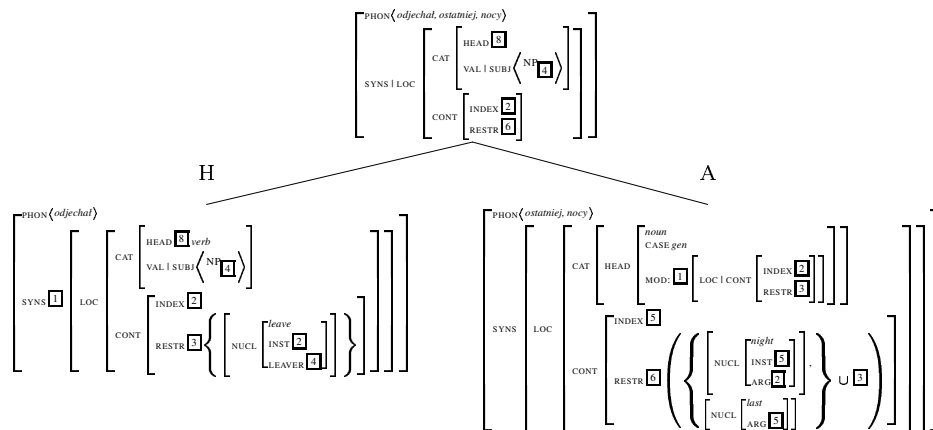 PHON⟨odjechał, ostatniej, nocy⟩
HEAD 8
CAT
VAL | SUBJ ⟨NP 4⟩
SYNS | LOC
INDEX 2
CONT
RESTR 6
H A
PHON⟨odjechał⟩
HEAD 8 verb
CAT
VAL | SUBJ ⟨NP 4⟩
SYNS 1 LOC
INDEX 2
CONT
leave
RESTR 3 { NUCL INST 2 }
LEAVER 4
PHON⟨ostatniej, nocy⟩
noun
CASE gen
CAT HEAD
INDEX 2
MOD: 1 LOC | CONT
RESTR 3
SYNS LOC
INDEX 5
CONT
night
NUCL INST 5 ,
ARG 2
RESTR 6 ( { } ∪ 3 )
last
NUCL
ARG 5